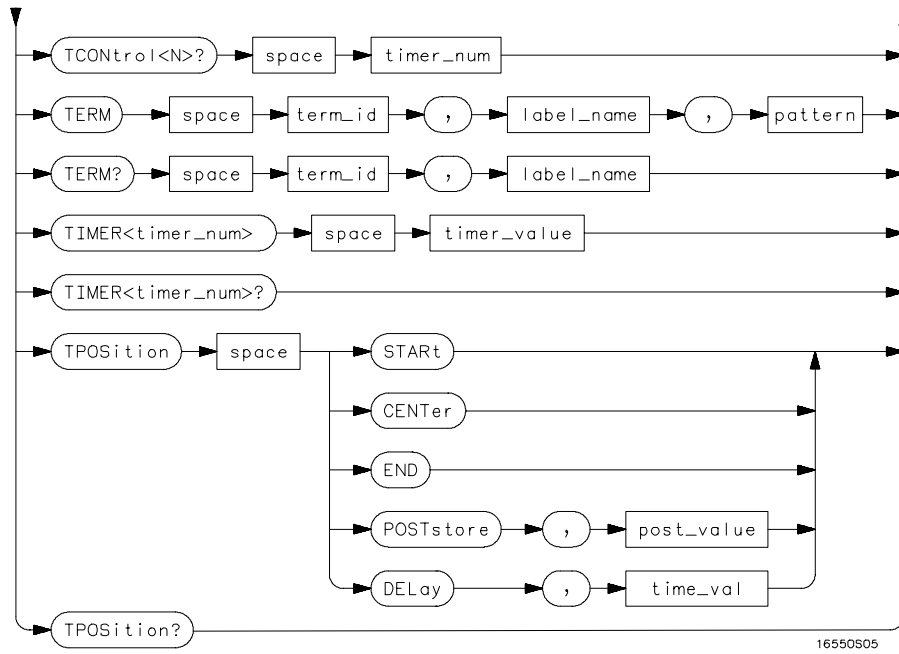 TCONtrol<N>? space timer_num
TERM space term_id , label_name , pattern
TERM? space term_id , label_name
TIMER<timer_num> space timer_value
TIMER<timer_num>?
TPOSition space STARt
CENTer
END
POSTstore , post_value
DELay , time_val
TPOSition?
16550S05